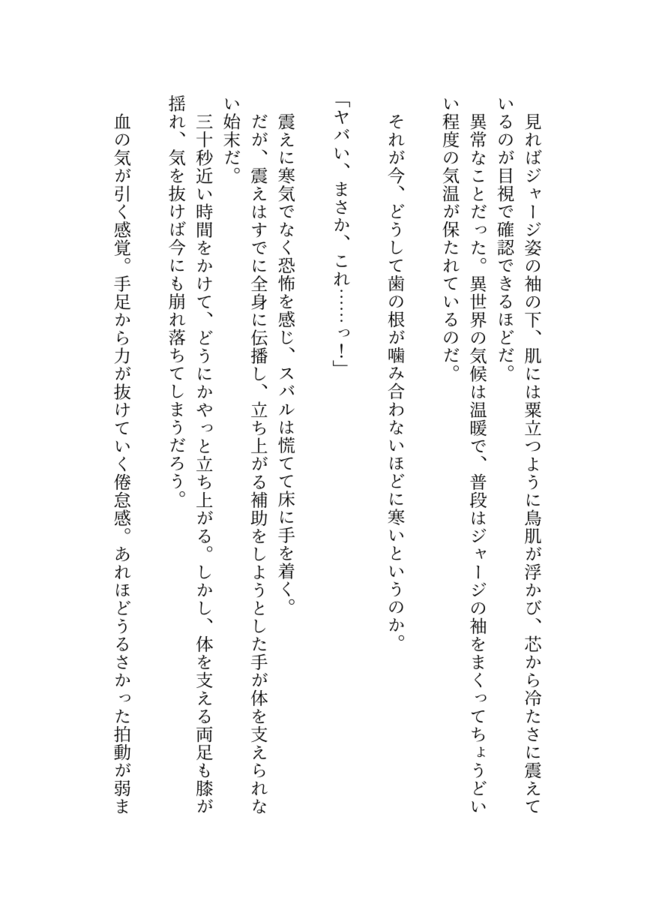 見ればジャージ姿の袖の下、肌には粟立つように鳥肌が浮かび、芯から冷たさに震えて
いるのが目視で確認できるほどだ。
異常なことだった。異世界の気候は温暖で、普段はジャージの袖をまくってちょうどい
い程度の気温が保たれているのだ。
それが今、どうして歯の根が噛み合わないほどに寒いというのか。
「ヤバい、まさか、これ……っ！」
震えに寒気でなく恐怖を感じ、スバルは慌てて床に手を着く。
だが、震えはすでに全身に伝播し、立ち上がる補助をしようとした手が体を支えられな
い始末だ。
三十秒近い時間をかけて、どうにかやっと立ち上がる。しかし、体を支える両足も膝が
揺れ、気を抜けば今にも崩れ落ちてしまうだろう。
血の気が引く感覚。手足から力が抜けていく倦怠感。あれほどうるさかった拍動が弱ま